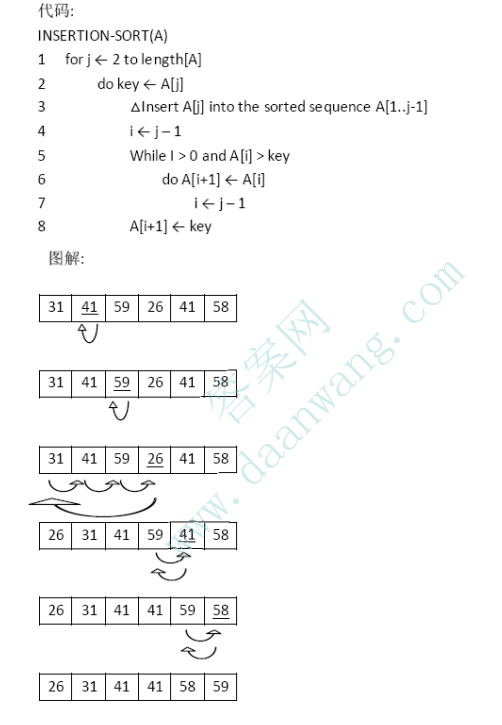 代码:
INSERTION-SORT(A)
1 for j ← 2 to length[A]
2 do key ← A[j]
3 △Insert A[j] into the sorted sequence A[1..j-1]
4 i ← j – 1
5 While I > 0 and A[i] > key
6 do A[i+1] ← A[i]
7 i ← j – 1
8 A[i+1] ← key
图解:
31 41 59 26 41 58
31 41 59 26 41 58
31 41 59 26 41 58
26 31 41 59 41 58
26 31 41 41 59 58
26 31 41 41 58 59
答案网
www.daanwang.com